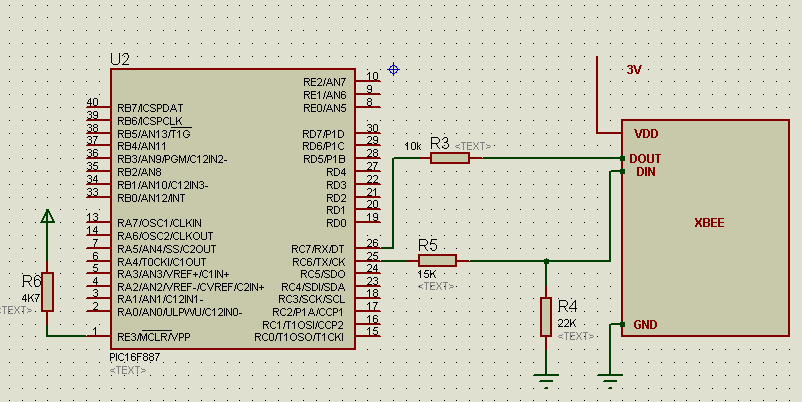 U2
RE2/AN7 10
RE1/AN6 9
RE0/AN5 8
40 RB7/ICSPDAT
39 RB6/ICSPCLK
38 RB5/AN13/T1G
37 RB4/AN11
36 RB3/AN9/PGM/C12IN2-
35 RB2/AN8
34 RB1/AN10/C12IN3-
33 RB0/AN12/INT
RD7/P1D 30
RD6/P1C 29
RD5/P1B 28
RD4 27
RD3 22
RD2 21
RD1 20
RD0 19
13 RA7/OSC1/CLKIN
14 RA6/OSC2/CLKOUT
7 RA5/AN4/SS/C2OUT
6 RA4/T0CKI/C1OUT
5 RA3/AN3/VREF+/C1IN+
4 RA2/AN2/VREF-/CVREF/C2IN+
3 RA1/AN1/C12IN1-
2 RA0/AN0/ULPWU/C12IN0-
1 RE3/MCLR/VPP
RC7/RX/DT 26
RC6/TX/CK 25
RC5/SDO 24
RC4/SDI/SDA 23
RC3/SCK/SCL 18
RC2/P1A/CCP1 17
RC1/T1OSI/CCP2 16
RC0/T1OSO/T1CKI 15
PIC16F887
<TEXT>
R6
4K7
<TEXT>
10k R3 <TEXT>
R5
15K
<TEXT>
R4
22K
<TEXT>
3V
VDD
DOUT
DIN
XBEE
GND